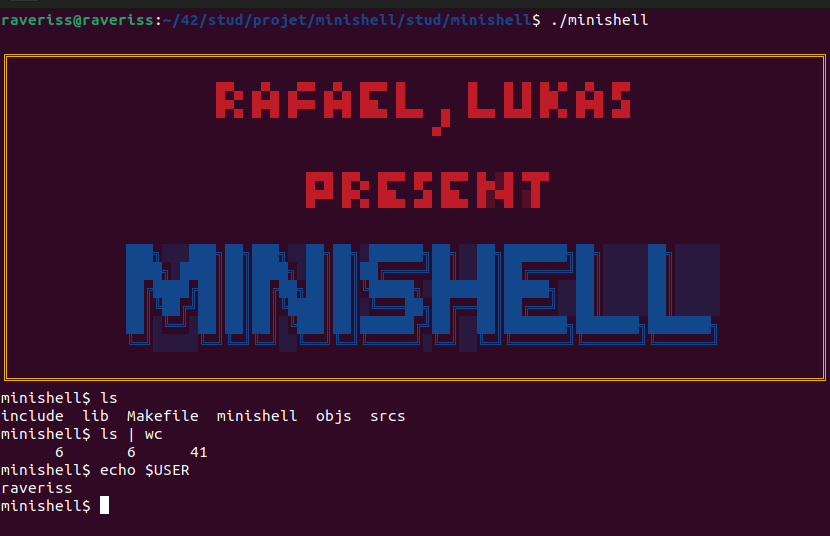 raveriss@raveriss:~/42/stud/projet/minishell/stud/minishell$ ./minishell
RAFAEL,LUKAS
PRESENT
MINISHELL
minishell$ ls
include  lib  Makefile  minishell  objs  srcs
minishell$ ls | wc
      6       6      41
minishell$ echo $USER
raveriss
minishell$